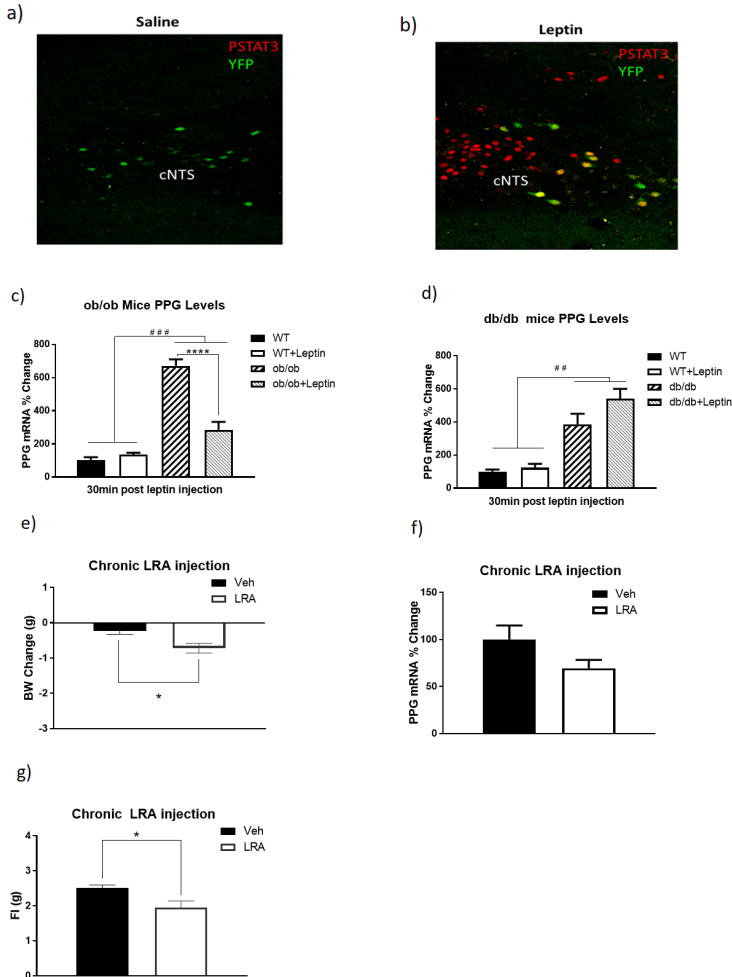 a)
Saline
PSTAT3
YFP
cNTS
b)
Leptin
PSTAT3
YFP
cNTS
c)
ob/ob Mice PPG Levels
# # #
****
WT
WT+Leptin
ob/ob
ob/ob+Leptin
PPG mRNA % Change
800
600
400
200
0
30min post leptin injection
d)
db/db mice PPG Levels
# #
WT
WT+Leptin
db/db
db/db+Leptin
PPG mRNA % Change
800
600
400
200
0
30min post leptin injection
e)
Chronic LRA injection
Veh
LRA
BW Change (g)
1
0
-1
-2
-3
*
f)
Chronic LRA injection
Veh
LRA
PPG mRNA % Change
150
100
50
0
g)
Chronic LRA injection
Veh
LRA
*
FI (g)
4
3
2
1
0